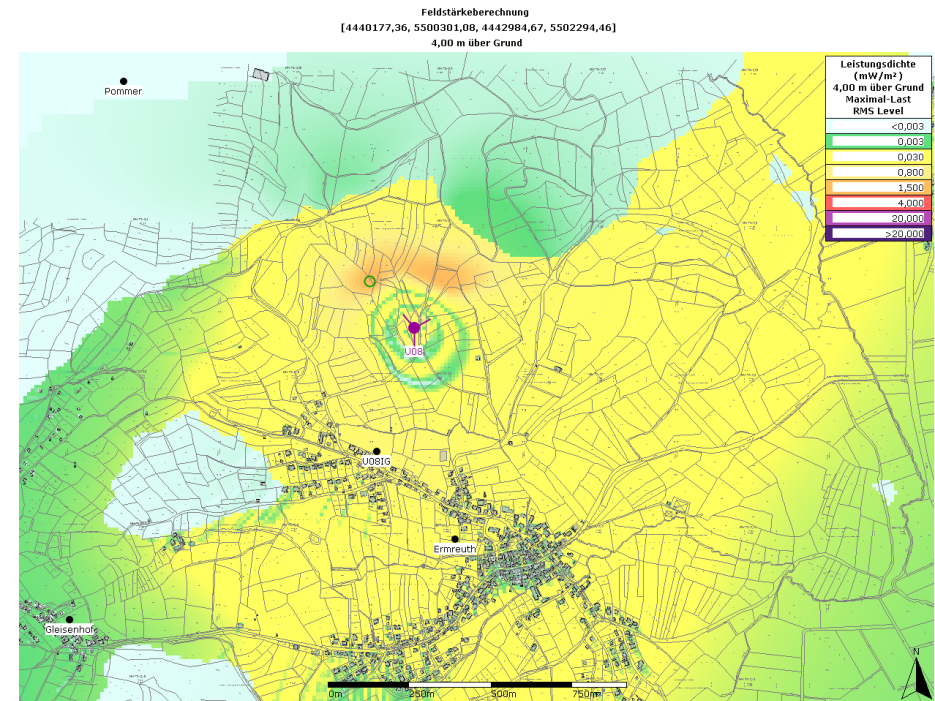 Feldstärkeberechnung
[4440177,36, 5500301,08, 4442984,67, 5502294,46]
4,00 m über Grund
Leistungsdichte
(mW/m²)
4,00 m über Grund
Maximal-Last
RMS Level
<0,003
0,003
0,030
0,800
1,500
4,000
20,000
>20,000
Pommer
U08
U08IG
Ermreuth
Gleisenhof
N
0m
250m
500m
750m